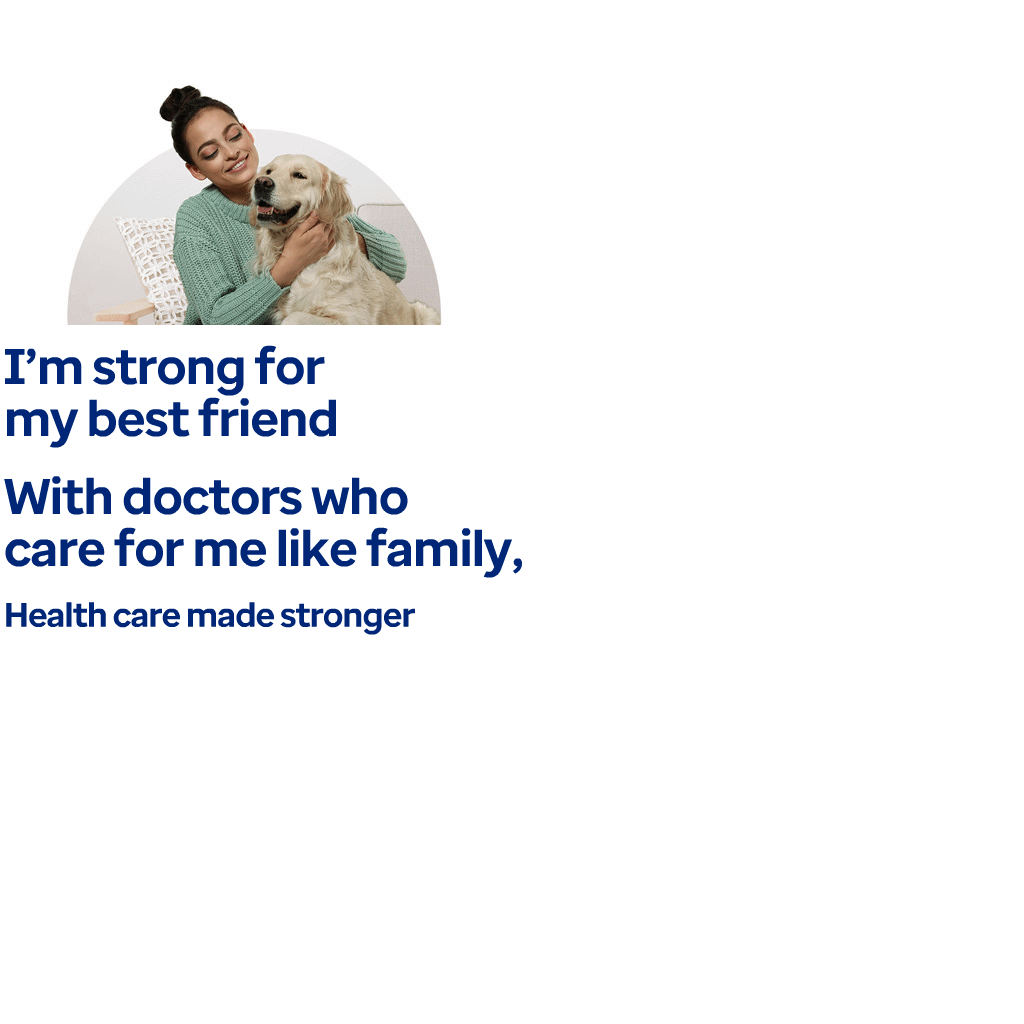 I’m strong for
my best friend
With doctors who
care for me like family,
Health care made stronger